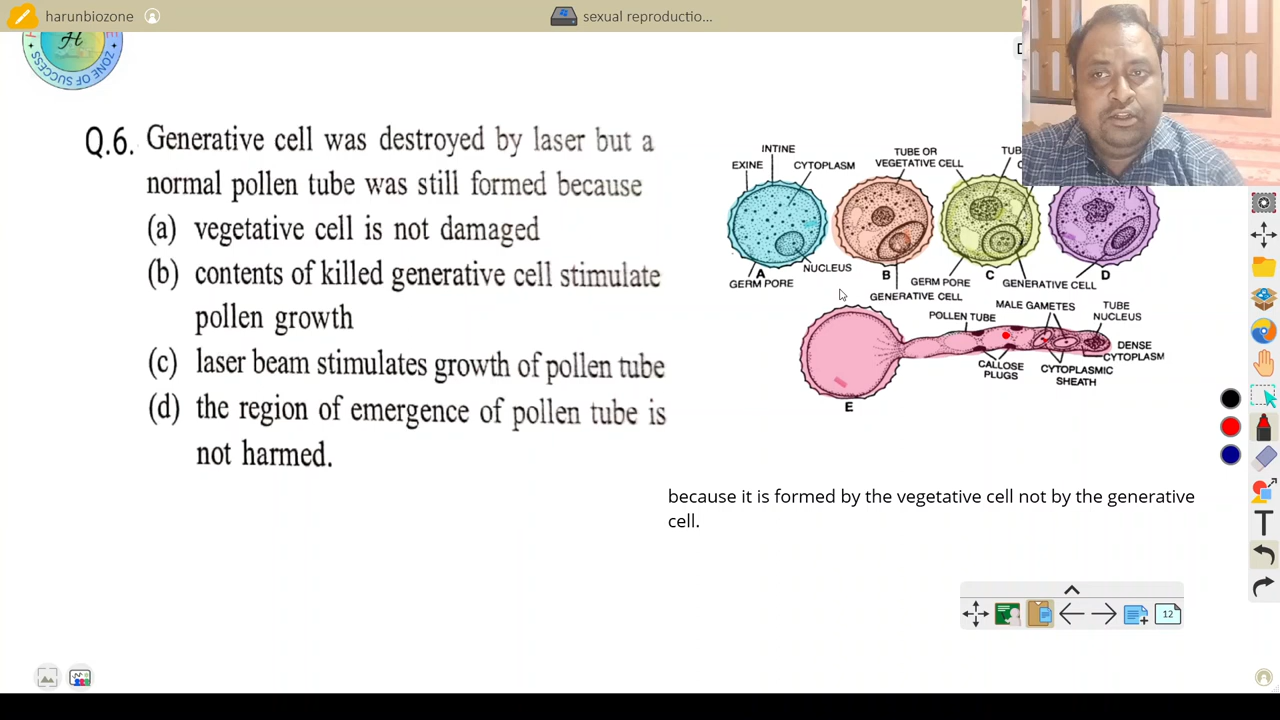 harunbiozone
sexual reproductio...
H
ZONE OF SUCCESS
Q.6. Generative cell was destroyed by laser but a
normal pollen tube was still formed because
(a) vegetative cell is not damaged
(b) contents of killed generative cell stimulate
pollen growth
(c) laser beam stimulates growth of pollen tube
(d) the region of emergence of pollen tube is
not harmed.
INTINE
EXINE
CYTOPLASM
TUBE OR
VEGETATIVE CELL
TUB
NUCLEUS
GERM PORE
A
B
GENERATIVE CELL
GERM PORE
C
GENERATIVE CELL
D
POLLEN TUBE
MALE GAMETES
TUBE
NUCLEUS
DENSE
CYTOPLASM
CALLOSE
PLUGS
CYTOPLASMIC
SHEATH
E
because it is formed by the vegetative cell not by the generative
cell.
T
12